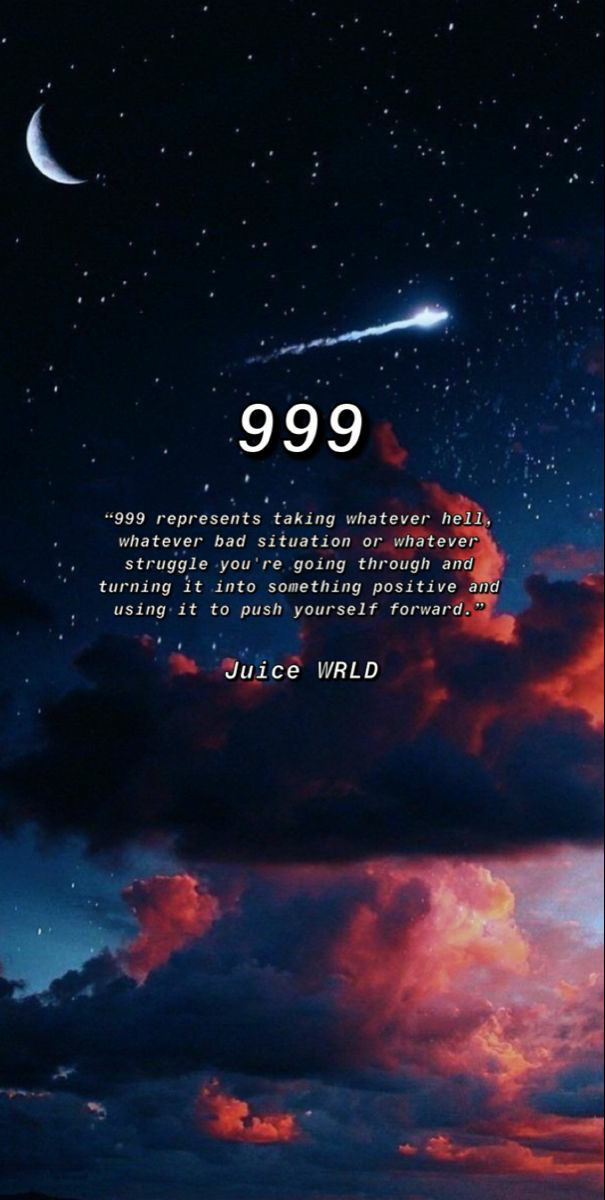 999
“999 represents taking whatever hell,
whatever bad situation or whatever
struggle you're going through and
turning it into something positive and
using it to push yourself forward.”
Juice WRLD